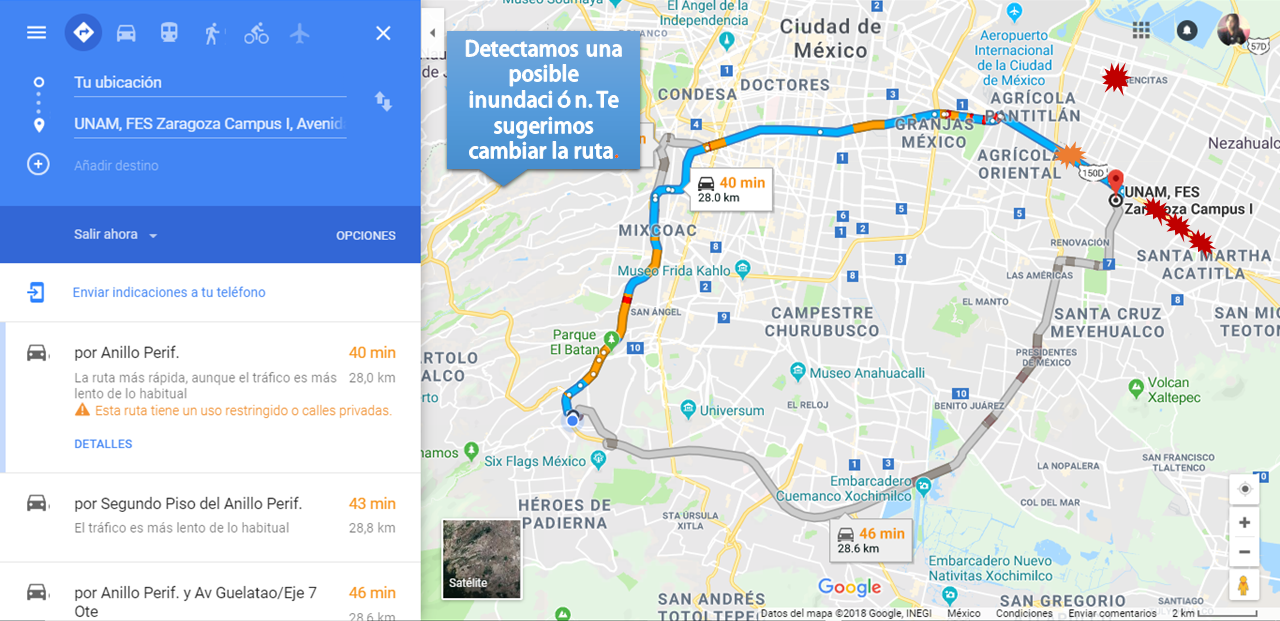 Tu ubicación
UNAM, FES Zaragoza Campus I, Avenid
Añadir destino
Salir ahora
OPCIONES
Enviar indicaciones a tu teléfono
por Anillo Perif.
40 min
La ruta más rápida, aunque el tráfico es más
28,0 km
lento de lo habitual
Esta ruta tiene un uso restringido o calles privadas.
DETALLES
por Segundo Piso del Anillo Perif.
43 min
El tráfico es más lento de lo habitual
28,8 km
por Anillo Perif. y Av Guelatao/Eje 7
46 min
Ote
28,6 km
Detectamos una
posible
inundaci ó n. Te
sugerimos
cambiar la ruta.
El Ángel de la
Independencia
Ciudad de
México
Aeropuerto
Internacional
de la Ciudad
de México
57D
CONDESA
DOCTORES
AGRÍCOLA
PANTITLÁN
GRANJAS
MÉXICO
AGRÍCOLA
ORIENTAL
Nezahualc
150D
40 min
28.0 km
UNAM, FES
Zaragoza Campus I
MIXCOAC
RENOVACIÓN
SANTA MARTHA
ACATITLA
Museo Frida Kahlo
LAS AMÉRICAS
EL MANTO
SAN ÁNGEL
CAMPESTRE
CHURUBUSCO
SANTA CRUZ
MEYEHUALCO
SAN MI
TEOTON
Parque
El Batan
PRESIDENTES
DE MÉXICO
Museo Anahuacalli
Volcan
Xaltepec
EL RELOJ
BENITO JUÁREZ
Universum
Six Flags México
LA NOPALERA
SAN FRANCISCO
TLALTENCO
Embarcadero
Cuemanco Xochimilco
HÉROES DE
PADIERNA
STA ÚRSULA
XITLA
COL DEL MAR
46 min
28.6 km
Embarcadero Nuevo
Nativitas Xochimilco
Satélite
Google
SAN ANDRÉS
TOTOLTEPEC
SAN GREGORIO
SANTIAGO
Datos del mapa ©2018 Google, INEGI
México
Condiciones
Enviar comentarios
2 km